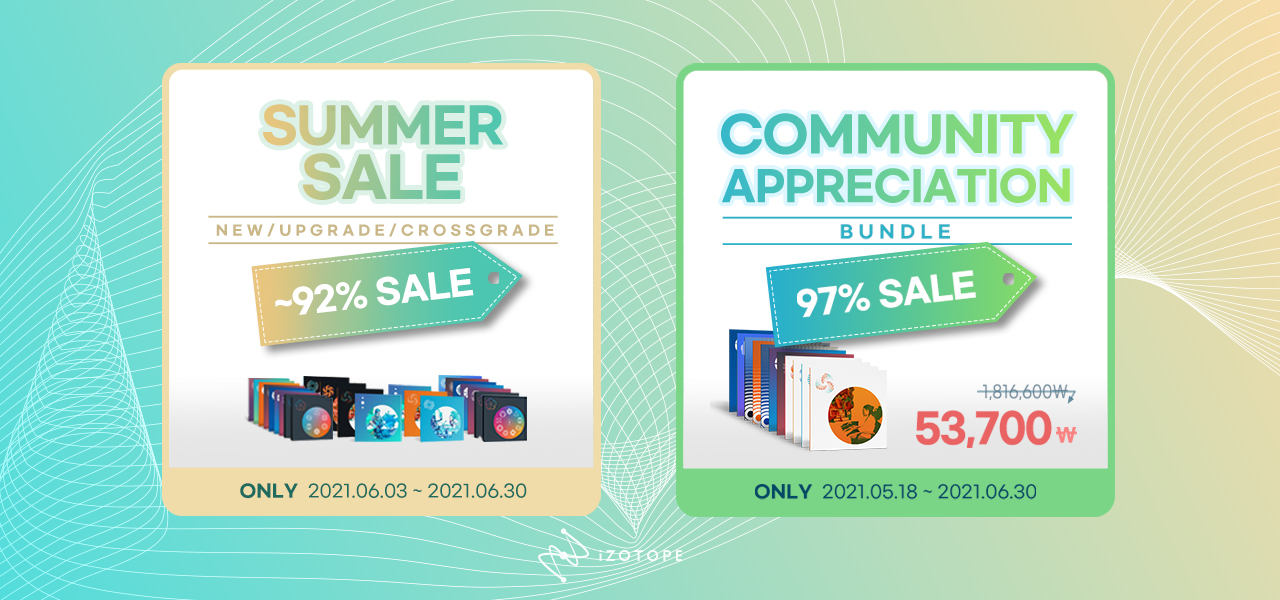 SUMMER
SALE
NEW/UPGRADE/CROSSGRADE
~92% SALE
ONLY 2021.06.03 ~ 2021.06.30
COMMUNITY
APPRECIATION
BUNDLE
97% SALE
1,816,600₩
53,700₩
ONLY 2021.05.18 ~ 2021.06.30
iZOTOPE